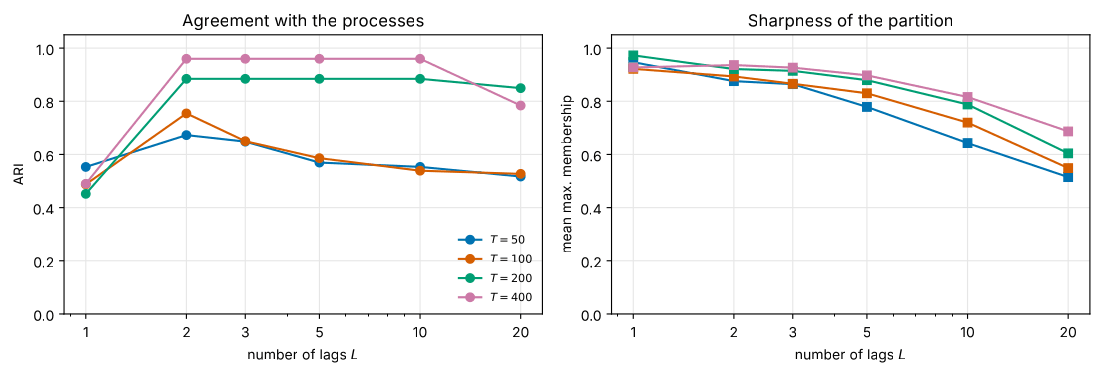 Agreement with the processes
ARI
1.0
0.8
0.6
0.4
0.2
0.0
1 2 3 5 10 20
number of lags L
T = 50
T = 100
T = 200
T = 400
Sharpness of the partition
mean max. membership
1.0
0.8
0.6
0.4
0.2
0.0
1 2 3 5 10 20
number of lags L